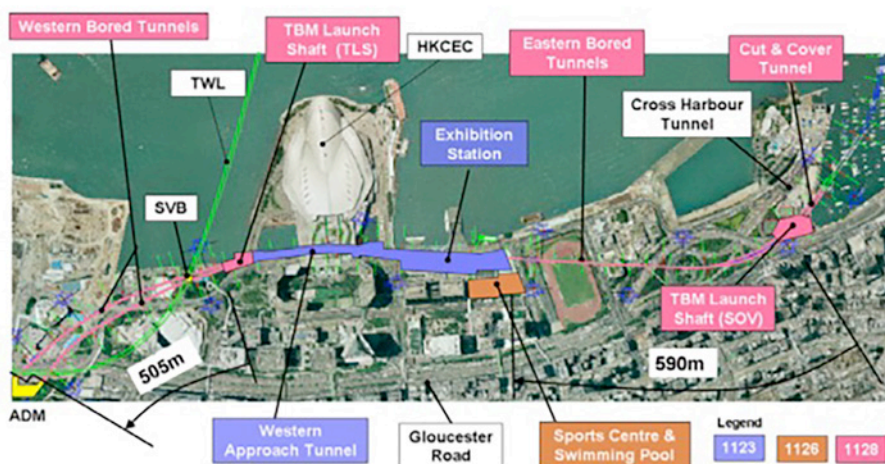 Western Bored Tunnels
TBM Launch
Shaft (TLS)
HKCEC
Eastern Bored
Tunnels
Cut & Cover
Tunnel
TWL
Cross Harbour
Tunnel
Exhibition
Station
SVB
TBM Launch
Shaft (SOV)
505m
590m
ADM
Western
Approach Tunnel
Gloucester
Road
Sports Centre &
Swimming Pool
Legend
1123
1126
1128